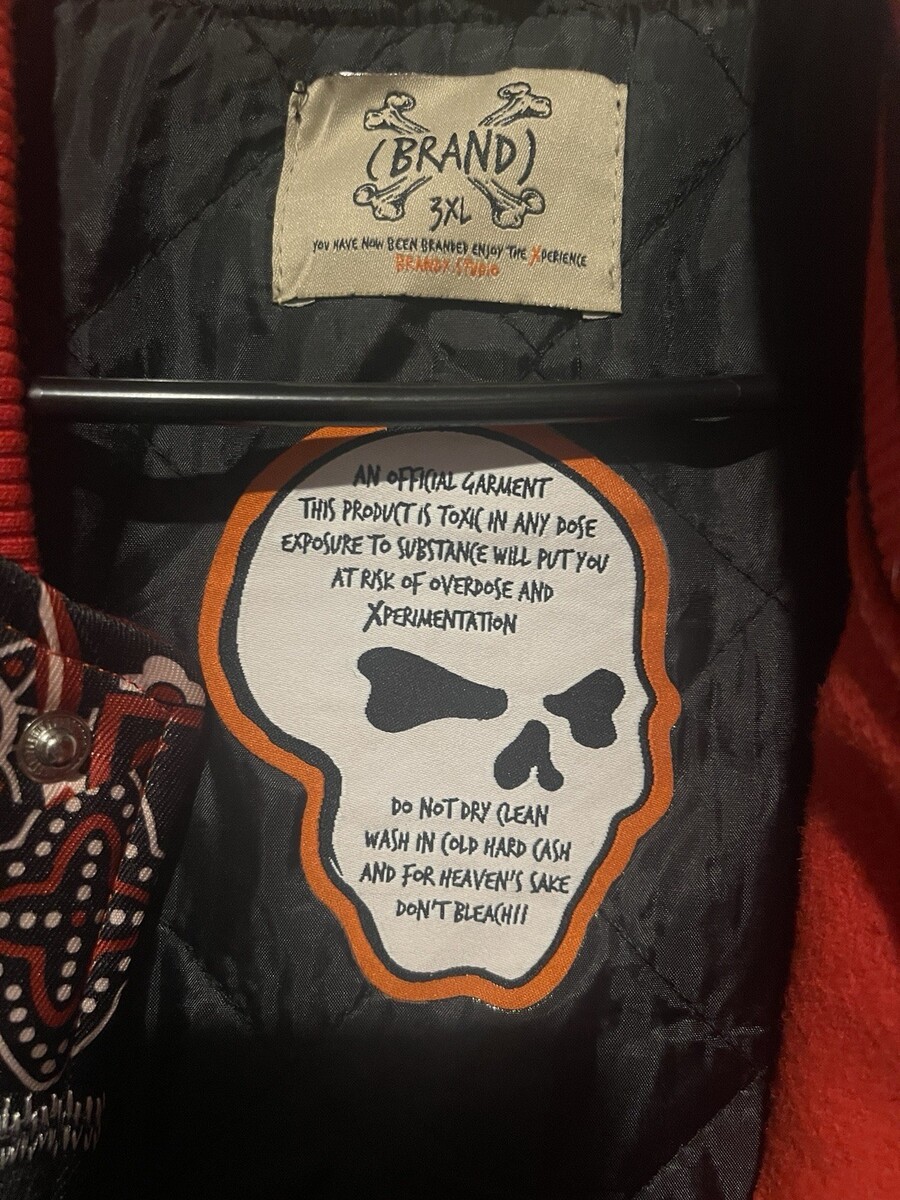 (BRAND)
3XL
YOU HAVE NOW BEEN BRANDED ENJOY THE XPERIENCE
BRANDX STUDIO
AN OFFICIAL GARMENT
THIS PRODUCT IS TOXIC IN ANY DOSE
EXPOSURE TO SUBSTANCE WILL PUT YOU
AT RISK OF OVERDOSE AND
XPERIMENTATION
DO NOT DRY CLEAN
WASH IN COLD HARD CASH
AND FOR HEAVEN'S SAKE
DON'T BLEACH!!